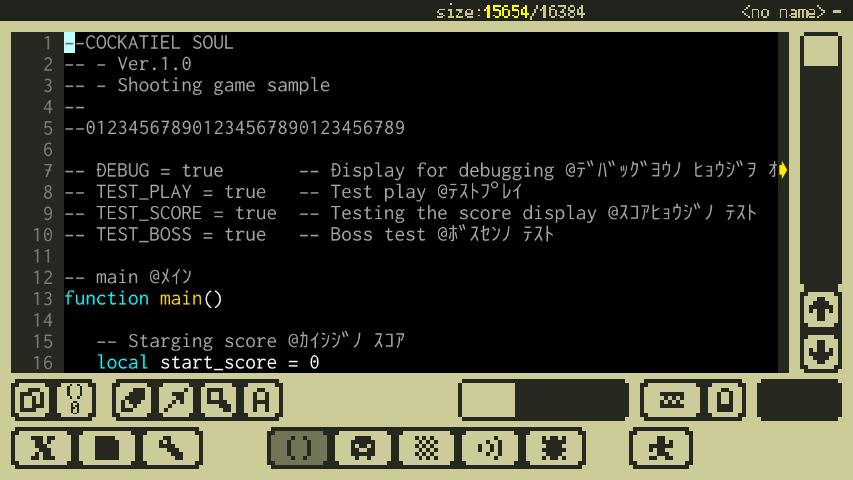 size:15654/16384 <no name> -
1 --COCKATIEL SOUL
2 -- - Ver.1.0
3 -- - Shooting game sample
4 --
5 --0123456789012345678901234567890123456789
6
7 -- DEBUG = true -- Display for debugging @ﾃﾞﾊﾞｯｸﾞﾖｳﾉ ﾋｮｳｼﾞｦ ｵ
8 -- TEST_PLAY = true -- Test play @ﾃｽﾄﾌﾟﾚｲ
9 -- TEST_SCORE = true -- Testing the score display @ｽｺｱﾋｮｳｼﾞﾉ ﾃｽﾄ
10 -- TEST_BOSS = true -- Boss test @ﾎﾞｽｾﾝﾉ ﾃｽﾄ
11
12 -- main @ﾒｲﾝ
13 function main()
14
15 -- Starging score @ｶｲｼｼﾞﾉ ｽｺｱ
16 local start_score = 0
() 0 A
X ()